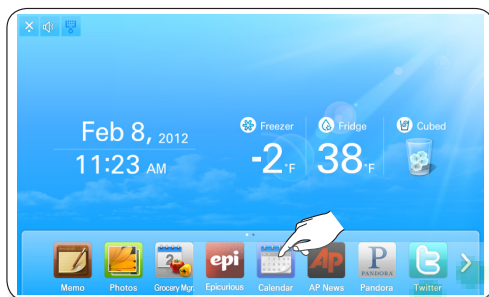 Feb 8, 2012
11:23 AM
Freezer
-2°F
Fridge
38°F
Cubed
2
epi
AP
P
PANDORA
Memo
Photos
Grocery Mgr
Epicurious
Calendar
AP News
Pandora
Twitter